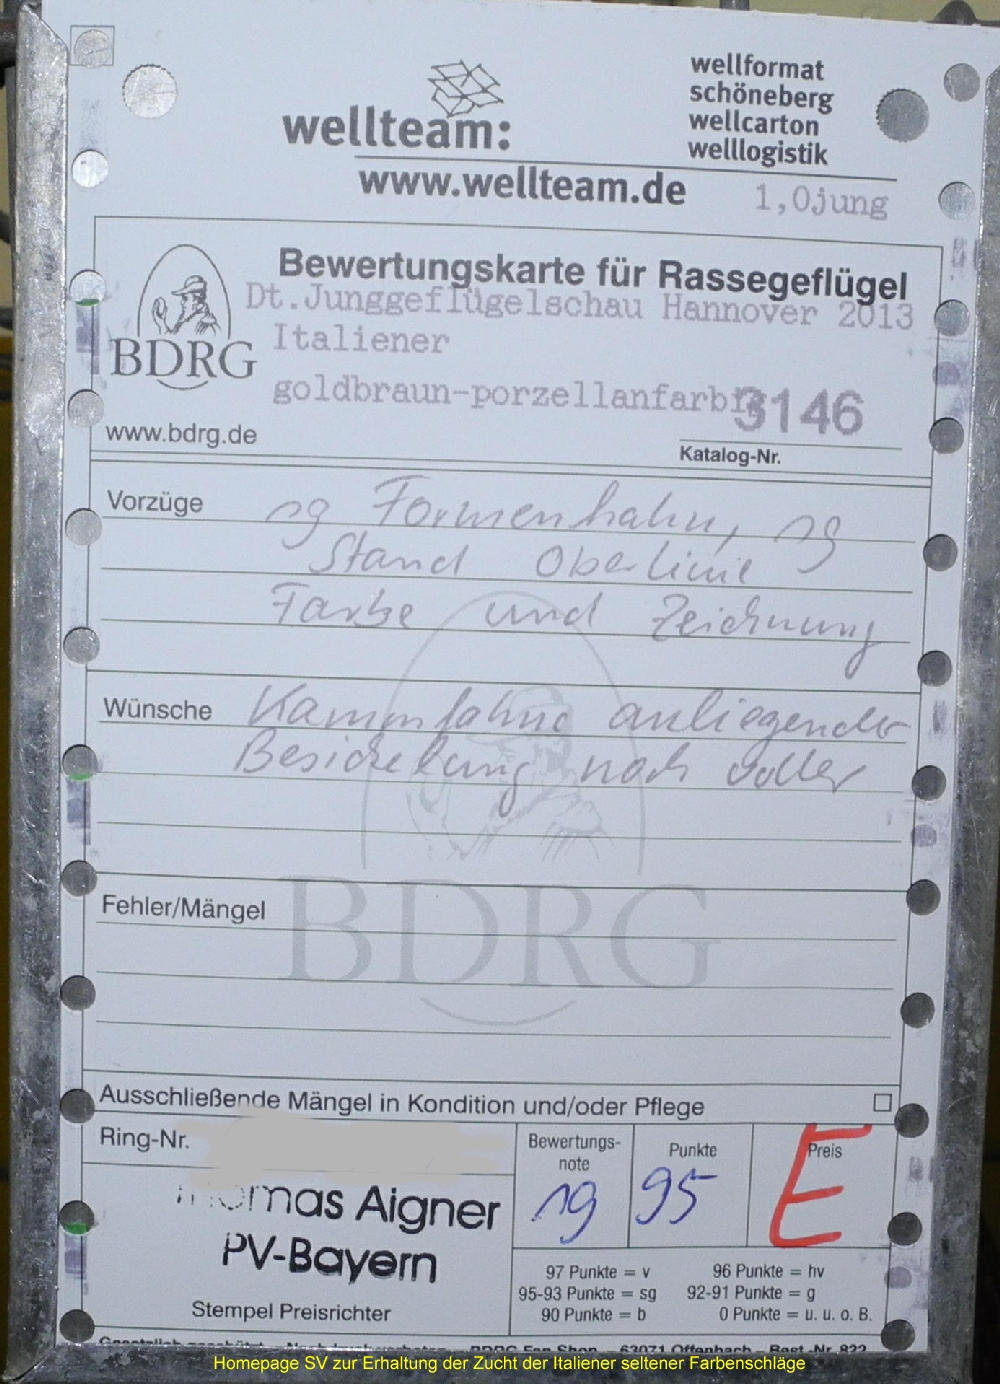 wellteam:
www.wellteam.de
wellformat
schöneberg
wellcarton
welllogistik
1,0jung
Bewertungskarte für Rassegeflügel
Dt.Junggeflügelschau Hannover 2013
Italiener
goldbraun-porzellanfarbig
BDRG
www.bdrg.de
3146
Katalog-Nr.
Vorzüge sg Formenhahn, sg
Stand Oberlinie
Farbe und Zeichnung
Wünsche Kammfahne anliegender
Besichelung noch voller
BDRG
Fehler/Mängel
Ausschließende Mängel in Kondition und/oder Pflege
Ring-Nr.
Thomas Aigner
PV-Bayern
Stempel Preisrichter
Bewertungs-
note
sg
Punkte
95
Preis
E
97 Punkte = v 96 Punkte = hv
95-93 Punkte = sg 92-91 Punkte = g
90 Punkte = b 0 Punkte = u. u. o. B.
63071 Offenbach
Homepage SV zur Erhaltung der Zucht der Italiener seltener Farbenschläge